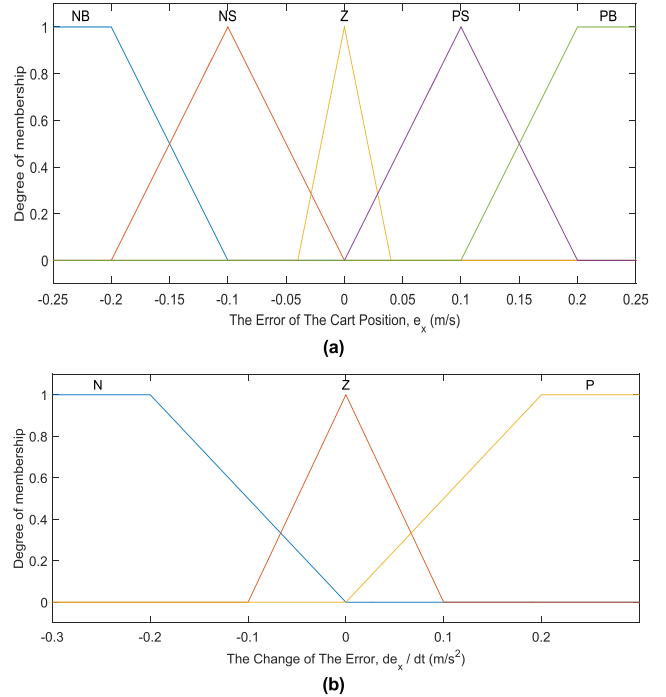 NB NS Z PS PB
1
0.8
0.6
0.4
0.2
0
Degree of membership
-0.25 -0.2 -0.15 -0.1 -0.05 0 0.05 0.1 0.15 0.2 0.25
The Error of The Cart Position, e_x (m/s)
(a)
N Z P
1
0.8
0.6
0.4
0.2
0
Degree of membership
-0.3 -0.2 -0.1 0 0.1 0.2
The Change of The Error, de_x / dt (m/s²)
(b)